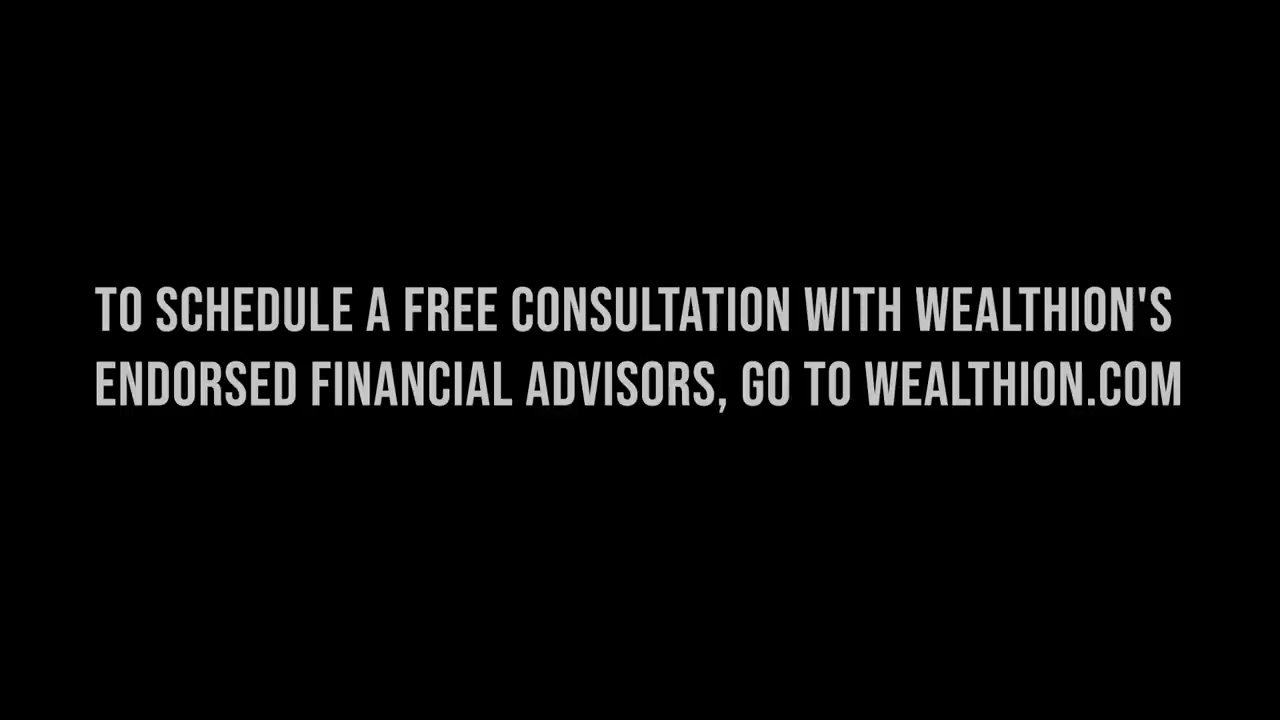 TO SCHEDULE A FREE CONSULTATION WITH WEALTHION'S
ENDORSED FINANCIAL ADVISORS, GO TO WEALTHION.COM